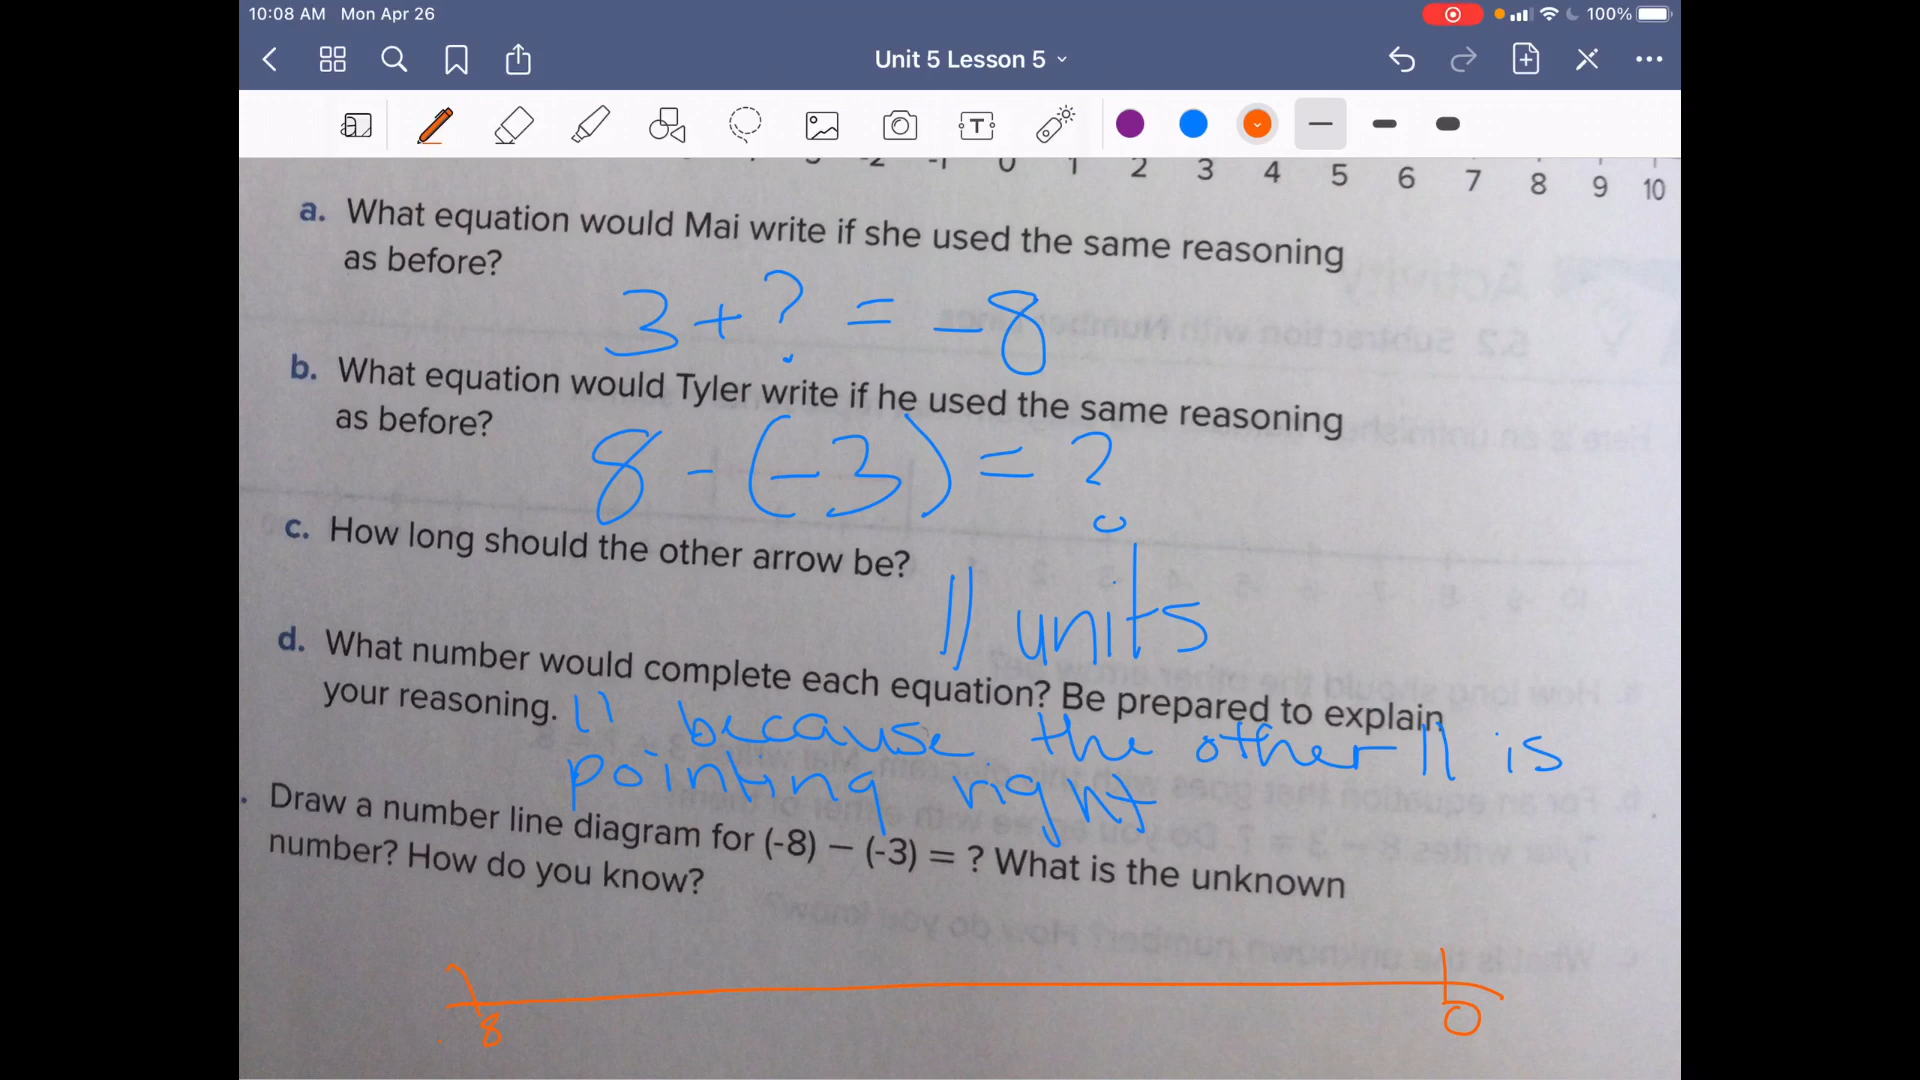 10:08 AM Mon Apr 26
100%
Unit 5 Lesson 5
T
-2 -1 0 1 2 3 4 5 6 7 8 9 10
a. What equation would Mai write if she used the same reasoning
as before?
3 + ? = -8
b. What equation would Tyler write if he used the same reasoning
as before?
8 - (-3) = ?
c. How long should the other arrow be?
11 units
d. What number would complete each equation? Be prepared to explain
your reasoning. 11 because the other 11 is
pointing right
. Draw a number line diagram for (-8) − (-3) = ? What is the unknown
number? How do you know?
8 0